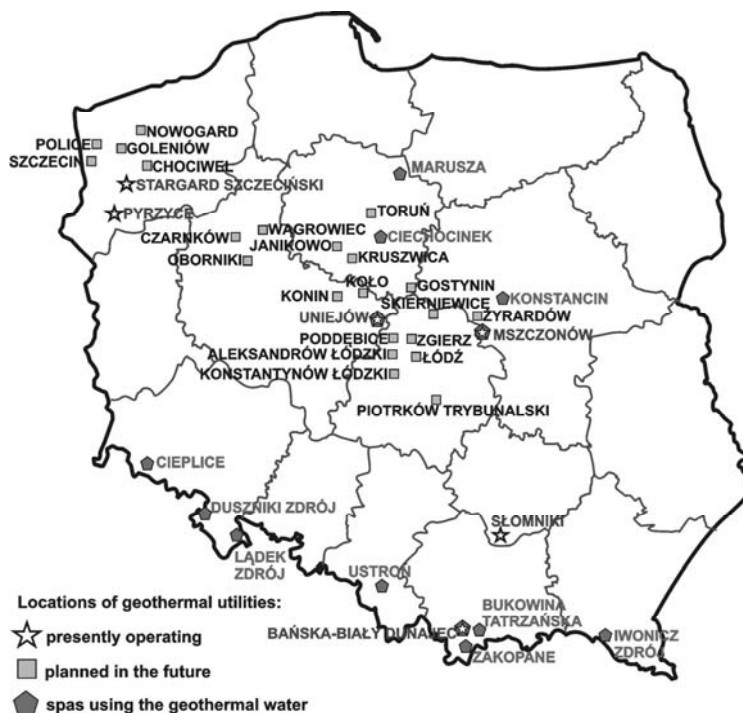 NOWOGARD
POLICE
GOLENIÓW
SZCZECIN
CHOCIWEL
MARUSZA
STARGARD SZCZECIŃSKI
PYRZYCE
TORUŃ
WĄGROWIEC
CZARNKÓW
CIECHOCINEK
JANIKOWO
OBORNIKI
KRUSZWICA
KOŁO
GOSTYNIN
KONIN
SKIERNIEWICE
KONSTANCIN
UNIEJÓW
ŻYRARDÓW
MSZCZONÓW
PODDĘBICE
ZGIERZ
ALEKSANDRÓW ŁÓDZKI
ŁÓDŹ
KONSTANTYNÓW ŁÓDZKI
PIOTRKÓW TRYBUNALSKI
CIEPLICE
DUSZNIKI ZDRÓJ
SŁOMNIKI
LĄDEK
ZDRÓJ
USTROŃ
Locations of geothermal utilities:
presently operating
BUKOWINA
TATRZAŃSKA
BAŃSKA-BIAŁY DUNAJEC
IWONICZ
ZDRÓJ
ZAKOPANE
planned in the future
spas using the geothermal water